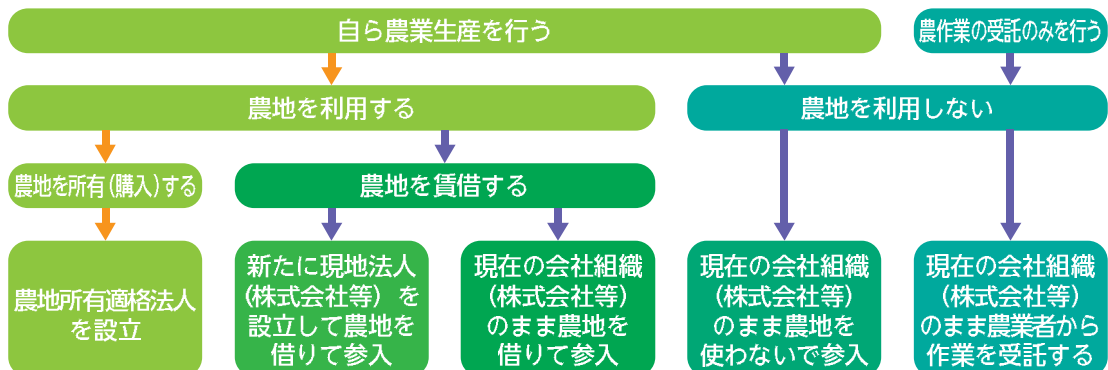 自ら農業生産を行う
農作業の受託のみを行う
農地を利用する
農地を利用しない
農地を所有(購入)する
農地を賃借する
農地所有適格法人
を設立
新たに現地法人
(株式会社等)を
設立して農地を
借りて参入
現在の会社組織
(株式会社等)
のまま農地を
借りて参入
現在の会社組織
(株式会社等)
のまま農地を
使わないで参入
現在の会社組織
(株式会社等)
のまま農業者から
作業を受託する